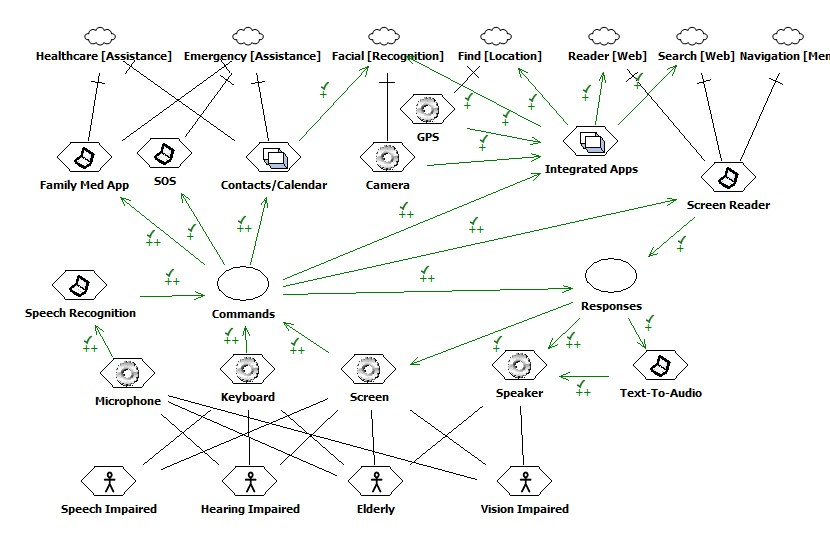 Healthcare [Assistance] Emergency [Assistance] Facial [Recognition] Find [Location] Reader [Web] Search [Web] Navigation [Men
+
+
+
+
+
+
GPS
+
Integrated Apps
Family Med App SOS Contacts/Calendar Camera
Screen Reader
++
++
++
+
++
+
++
++
Speech Recognition Commands Responses
++
++
++
+
++
+
Microphone Keyboard Screen Speaker Text-To-Audio
++
Speech Impaired Hearing Impaired Elderly Vision Impaired